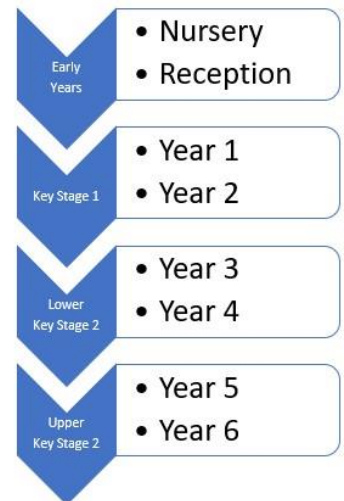 Early
Years
• Nursery
• Reception
Key Stage 1
• Year 1
• Year 2
Lower
Key Stage 2
• Year 3
• Year 4
Upper
Key Stage 2
• Year 5
• Year 6